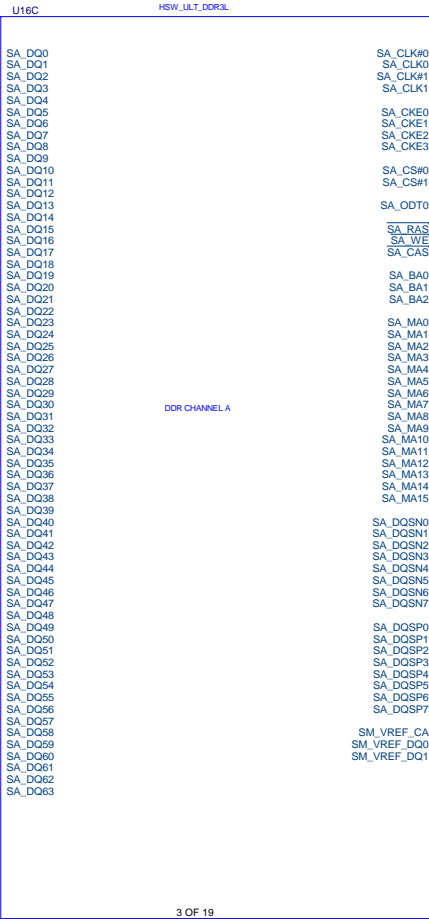 U16C
HSW_ULT_DDR3L
SA_DQ0
SA_DQ1
SA_DQ2
SA_DQ3
SA_DQ4
SA_DQ5
SA_DQ6
SA_DQ7
SA_DQ8
SA_DQ9
SA_DQ10
SA_DQ11
SA_DQ12
SA_DQ13
SA_DQ14
SA_DQ15
SA_DQ16
SA_DQ17
SA_DQ18
SA_DQ19
SA_DQ20
SA_DQ21
SA_DQ22
SA_DQ23
SA_DQ24
SA_DQ25
SA_DQ26
SA_DQ27
SA_DQ28
SA_DQ29
SA_DQ30
SA_DQ31
SA_DQ32
SA_DQ33
SA_DQ34
SA_DQ35
SA_DQ36
SA_DQ37
SA_DQ38
SA_DQ39
SA_DQ40
SA_DQ41
SA_DQ42
SA_DQ43
SA_DQ44
SA_DQ45
SA_DQ46
SA_DQ47
SA_DQ48
SA_DQ49
SA_DQ50
SA_DQ51
SA_DQ52
SA_DQ53
SA_DQ54
SA_DQ55
SA_DQ56
SA_DQ57
SA_DQ58
SA_DQ59
SA_DQ60
SA_DQ61
SA_DQ62
SA_DQ63
DDR CHANNEL A
SA_CLK#0
SA_CLK0
SA_CLK#1
SA_CLK1
SA_CKE0
SA_CKE1
SA_CKE2
SA_CKE3
SA_CS#0
SA_CS#1
SA_ODT0
SA_RAS
SA_WE
SA_CAS
SA_BA0
SA_BA1
SA_BA2
SA_MA0
SA_MA1
SA_MA2
SA_MA3
SA_MA4
SA_MA5
SA_MA6
SA_MA7
SA_MA8
SA_MA9
SA_MA10
SA_MA11
SA_MA12
SA_MA13
SA_MA14
SA_MA15
SA_DQSN0
SA_DQSN1
SA_DQSN2
SA_DQSN3
SA_DQSN4
SA_DQSN5
SA_DQSN6
SA_DQSN7
SA_DQSP0
SA_DQSP1
SA_DQSP2
SA_DQSP3
SA_DQSP4
SA_DQSP5
SA_DQSP6
SA_DQSP7
SM_VREF_CA
SM_VREF_DQ0
SM_VREF_DQ1
3 OF 19